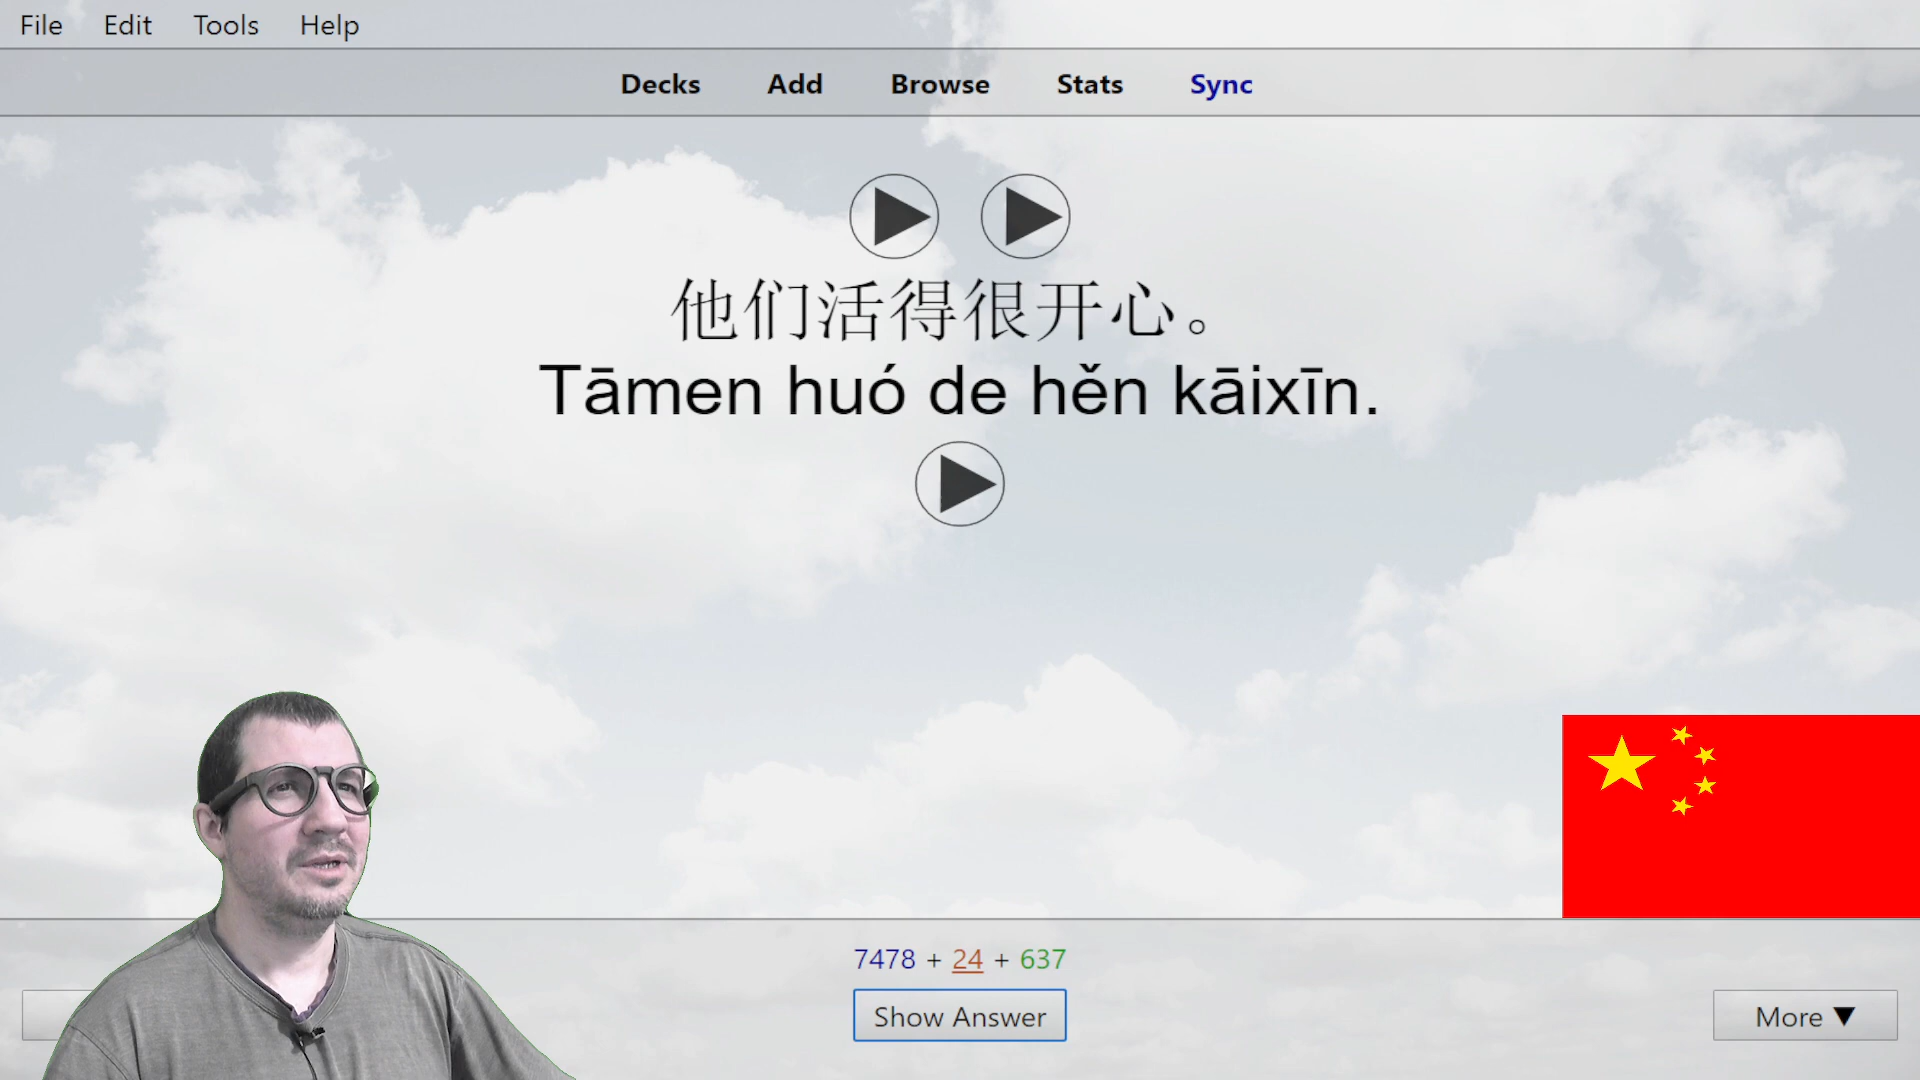 File Edit Tools Help
Decks Add Browse Stats Sync
他们活得很开心。
Tāmen huó de hěn kāixīn.
7478 + 24 + 637
Show Answer
More ▼